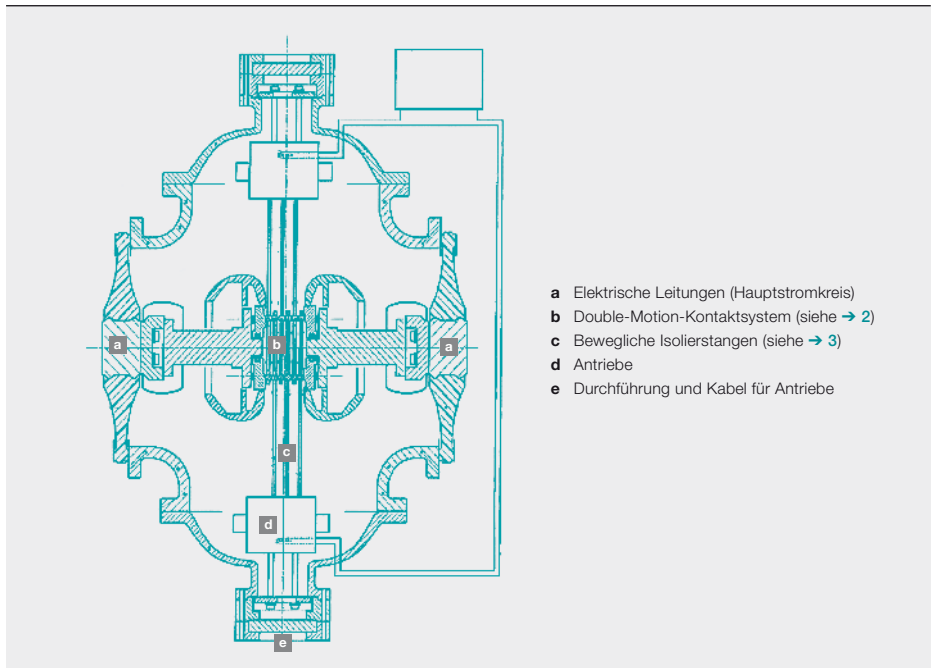 a
b
a
c
d
e
a Elektrische Leitungen (Hauptstromkreis)
b Double-Motion-Kontaktsystem (siehe ➔ 2)
c Bewegliche Isolierstangen (siehe ➔ 3)
d Antriebe
e Durchführung und Kabel für Antriebe